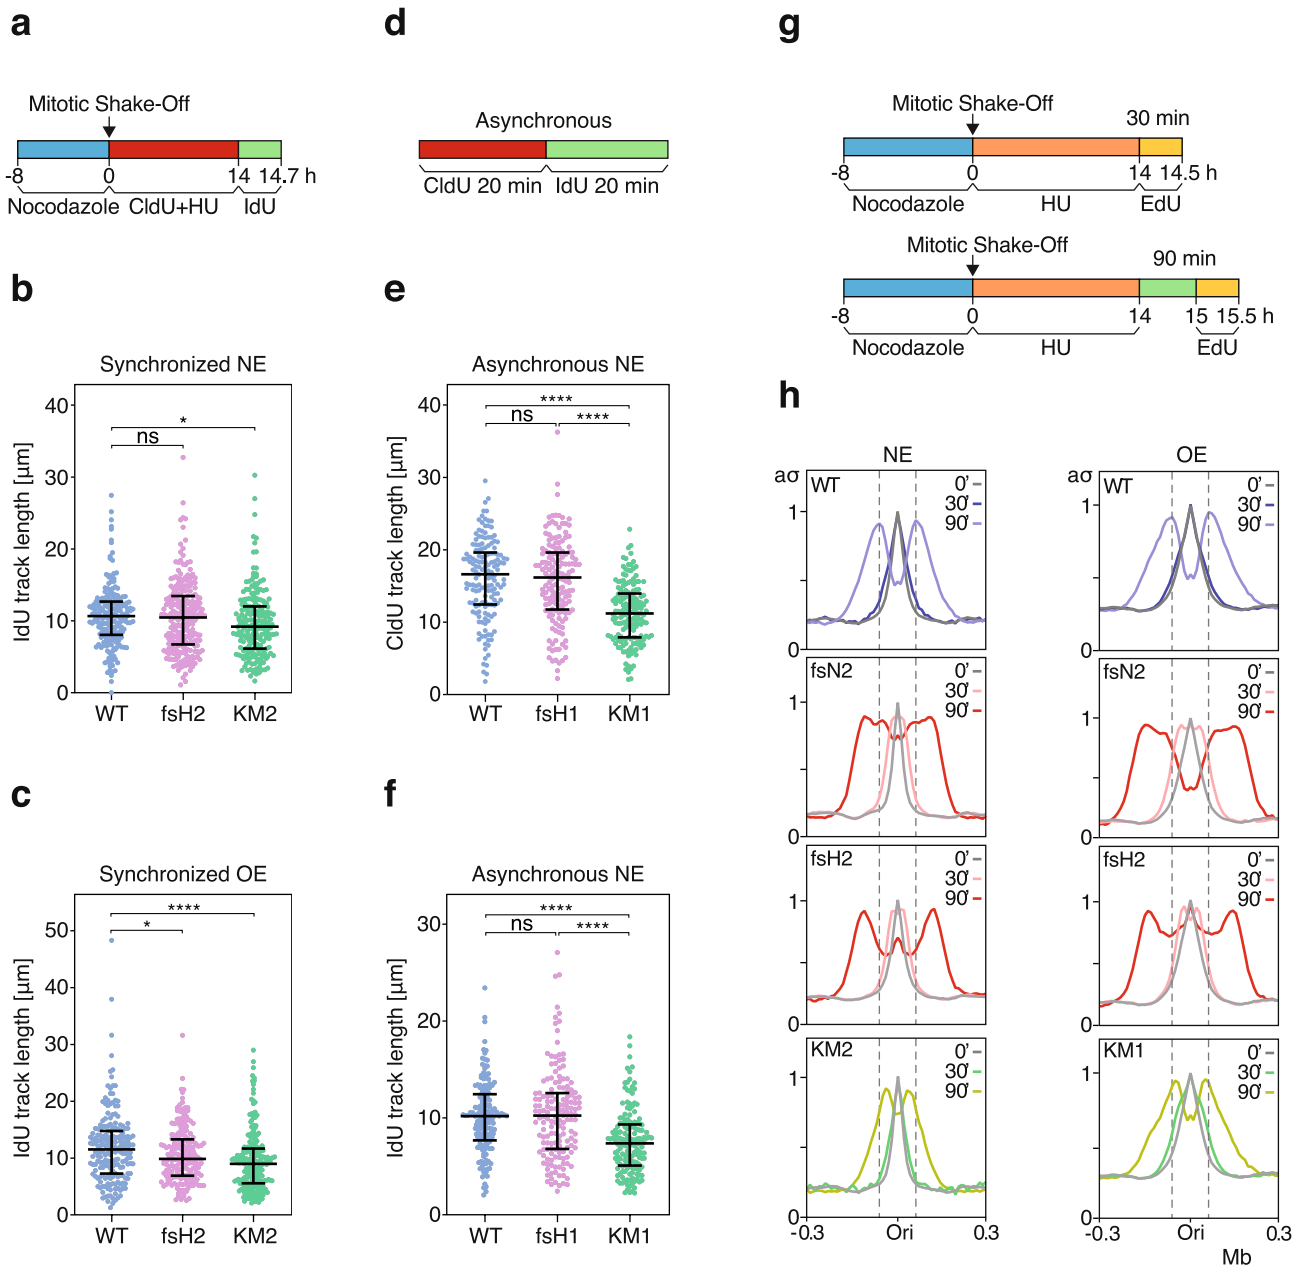 a
Mitotic Shake-Off
-8 0 14 14.7 h
Nocodazole CldU+HU IdU
b
Synchronized NE
IdU track length [µm]
40
30
20
10
0
*
ns
WT fsH2 KM2
c
Synchronized OE
IdU track length [µm]
50
40
30
20
10
0
****
*
WT fsH2 KM2
d
Asynchronous
CldU 20 min IdU 20 min
e
Asynchronous NE
CldU track length [µm]
40
30
20
10
0
****
ns ****
WT fsH1 KM1
f
Asynchronous NE
IdU track length [µm]
30
20
10
0
****
ns ****
WT fsH1 KM1
g
Mitotic Shake-Off
30 min
-8 0 14 14.5 h
Nocodazole HU EdU
Mitotic Shake-Off
90 min
-8 0 14 15 15.5 h
Nocodazole HU EdU
h
NE
aσ
WT
0'
30'
90'
1
0
fsN2
0'
30'
90'
1
0
fsH2
0'
30'
90'
1
0
KM2
0'
30'
90'
1
0
-0.3 Ori 0.3
OE
aσ
WT
0'
30'
90'
1
0
fsN2
0'
30'
90'
1
0
fsH2
0'
30'
90'
1
0
KM1
0'
30'
90'
1
0
-0.3 Ori 0.3
Mb